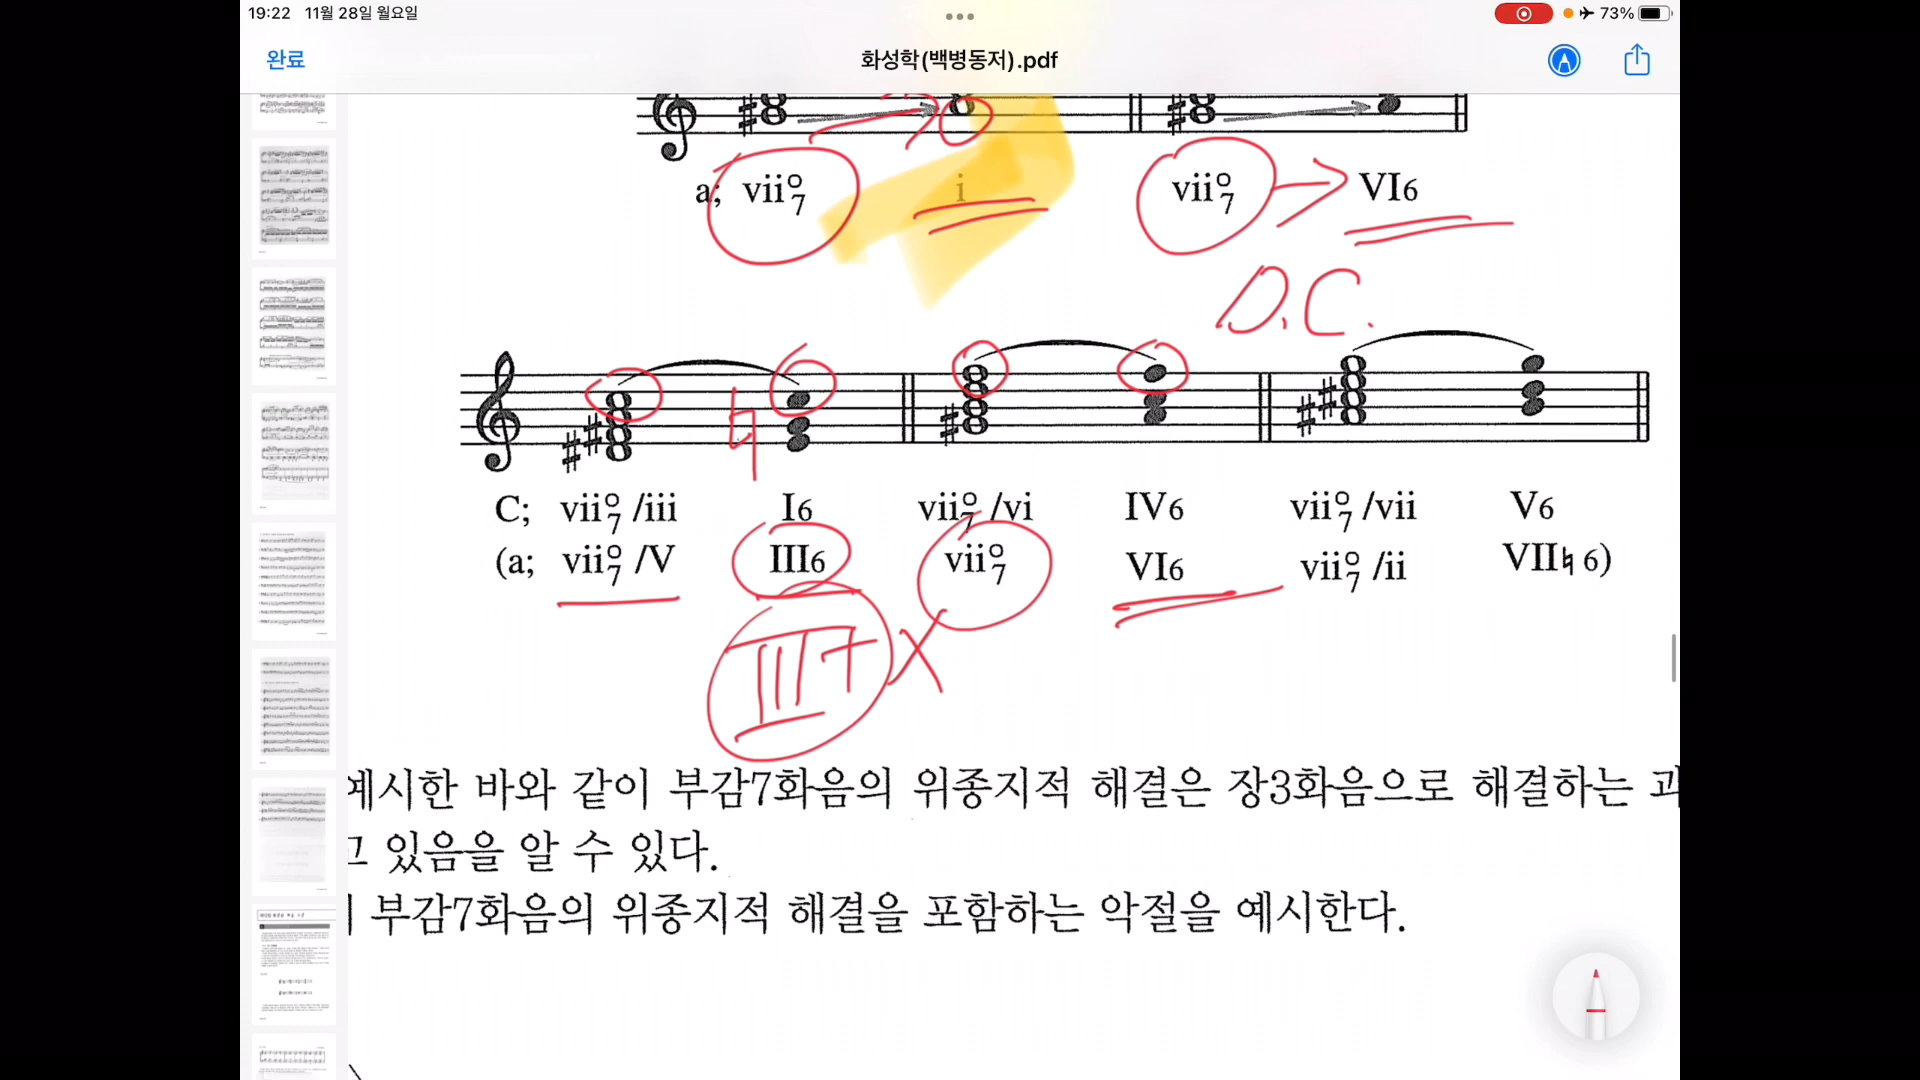 19:22 11월 28일 월요일
73%
완료
화성학(백병동저).pdf
a; vii°7 i vii°7 VI6
D.C.
C; vii°7 /iii I6 vii°7 /vi IV6 vii°7 /vii V6
(a; vii°7 /V III6 vii°7 VI6 vii°7 /ii VII♮6)
III7 X
예시한 바와 같이 부감7화음의 위종지적 해결은 장3화음으로 해결하는
있음을 알 수 있다.
부감7화음의 위종지적 해결을 포함하는 악절을 예시한다.